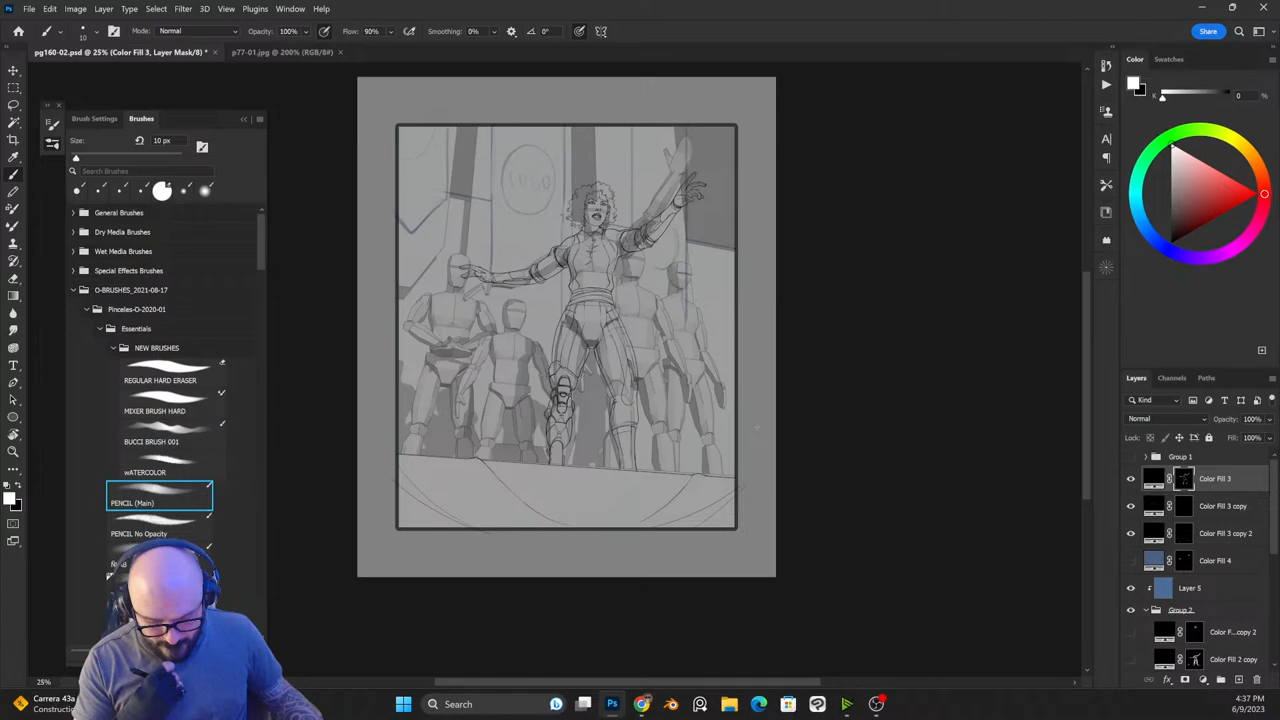 Ps File Edit Image Layer Type Select Filter 3D View Plugins Window Help
10 Mode: Normal Opacity: 100% Flow: 90% Smoothing: 0% 0° Share
pg160-02.psd @ 25% (Color Fill 3, Layer Mask/8) * × p77-01.jpg @ 200% (RGB/8#) ×
Color Swatches
K 0 %
Brush Settings Brushes
Size: 10 px
Search Brushes
General Brushes
Dry Media Brushes
Wet Media Brushes
Special Effects Brushes
O-BRUSHES_2021-08-17
Pinceles-O-2020-01
Essentials
NEW BRUSHES
REGULAR HARD ERASER
MIXER BRUSH HARD
BUCCI BRUSH 001
wATERCOLOR
PENCIL (Main)
PENCIL No Opacity
Layers Channels Paths
Kind
Normal Opacity: 100%
Lock: Fill: 100%
Group 1
Color Fill 3
Color Fill 3 copy
Color Fill 3 copy 2
Color Fill 4
Layer 5
Group 2
Color F...copy 2
Color Fill 2 copy
25%
Carrera 43a
Constructio
Search
4:37 PM
6/9/2023